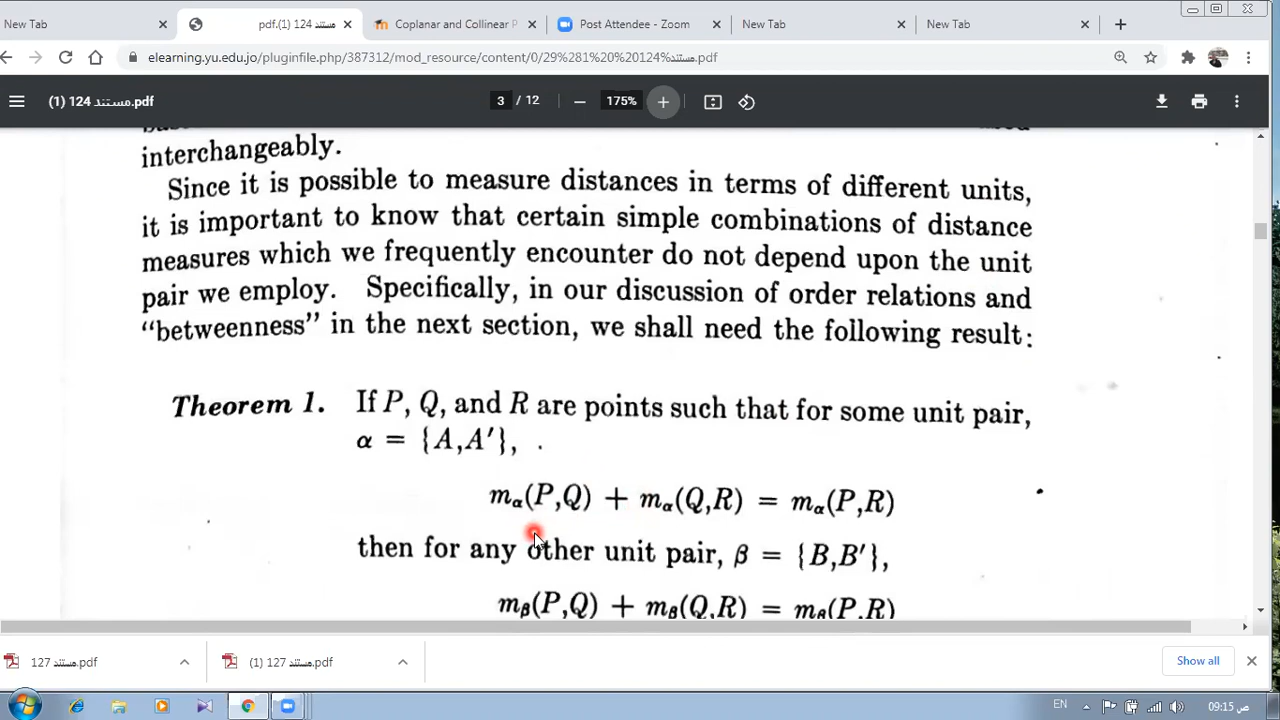 New Tab
مستند 124 (1).pdf
Coplanar and Collinear P
Post Attendee - Zoom
New Tab
New Tab
elearning.yu.edu.jo/pluginfile.php/387312/mod_resource/content/0/29%281%20%20124%مستند.pdf
(1) 124 مستند.pdf
3 / 12
175%
interchangeably.
Since it is possible to measure distances in terms of different units,
it is important to know that certain simple combinations of distance
measures which we frequently encounter do not depend upon the unit
pair we employ. Specifically, in our discussion of order relations and
“betweenness” in the next section, we shall need the following result:
Theorem 1. If P, Q, and R are points such that for some unit pair,
α = {A,A′},
mα(P,Q) + mα(Q,R) = mα(P,R)
then for any other unit pair, β = {B,B′},
mβ(P,Q) + mβ(Q,R) = mβ(P,R)
127 مستند.pdf
(1) 127 مستند.pdf
Show all
EN
09:15 ص